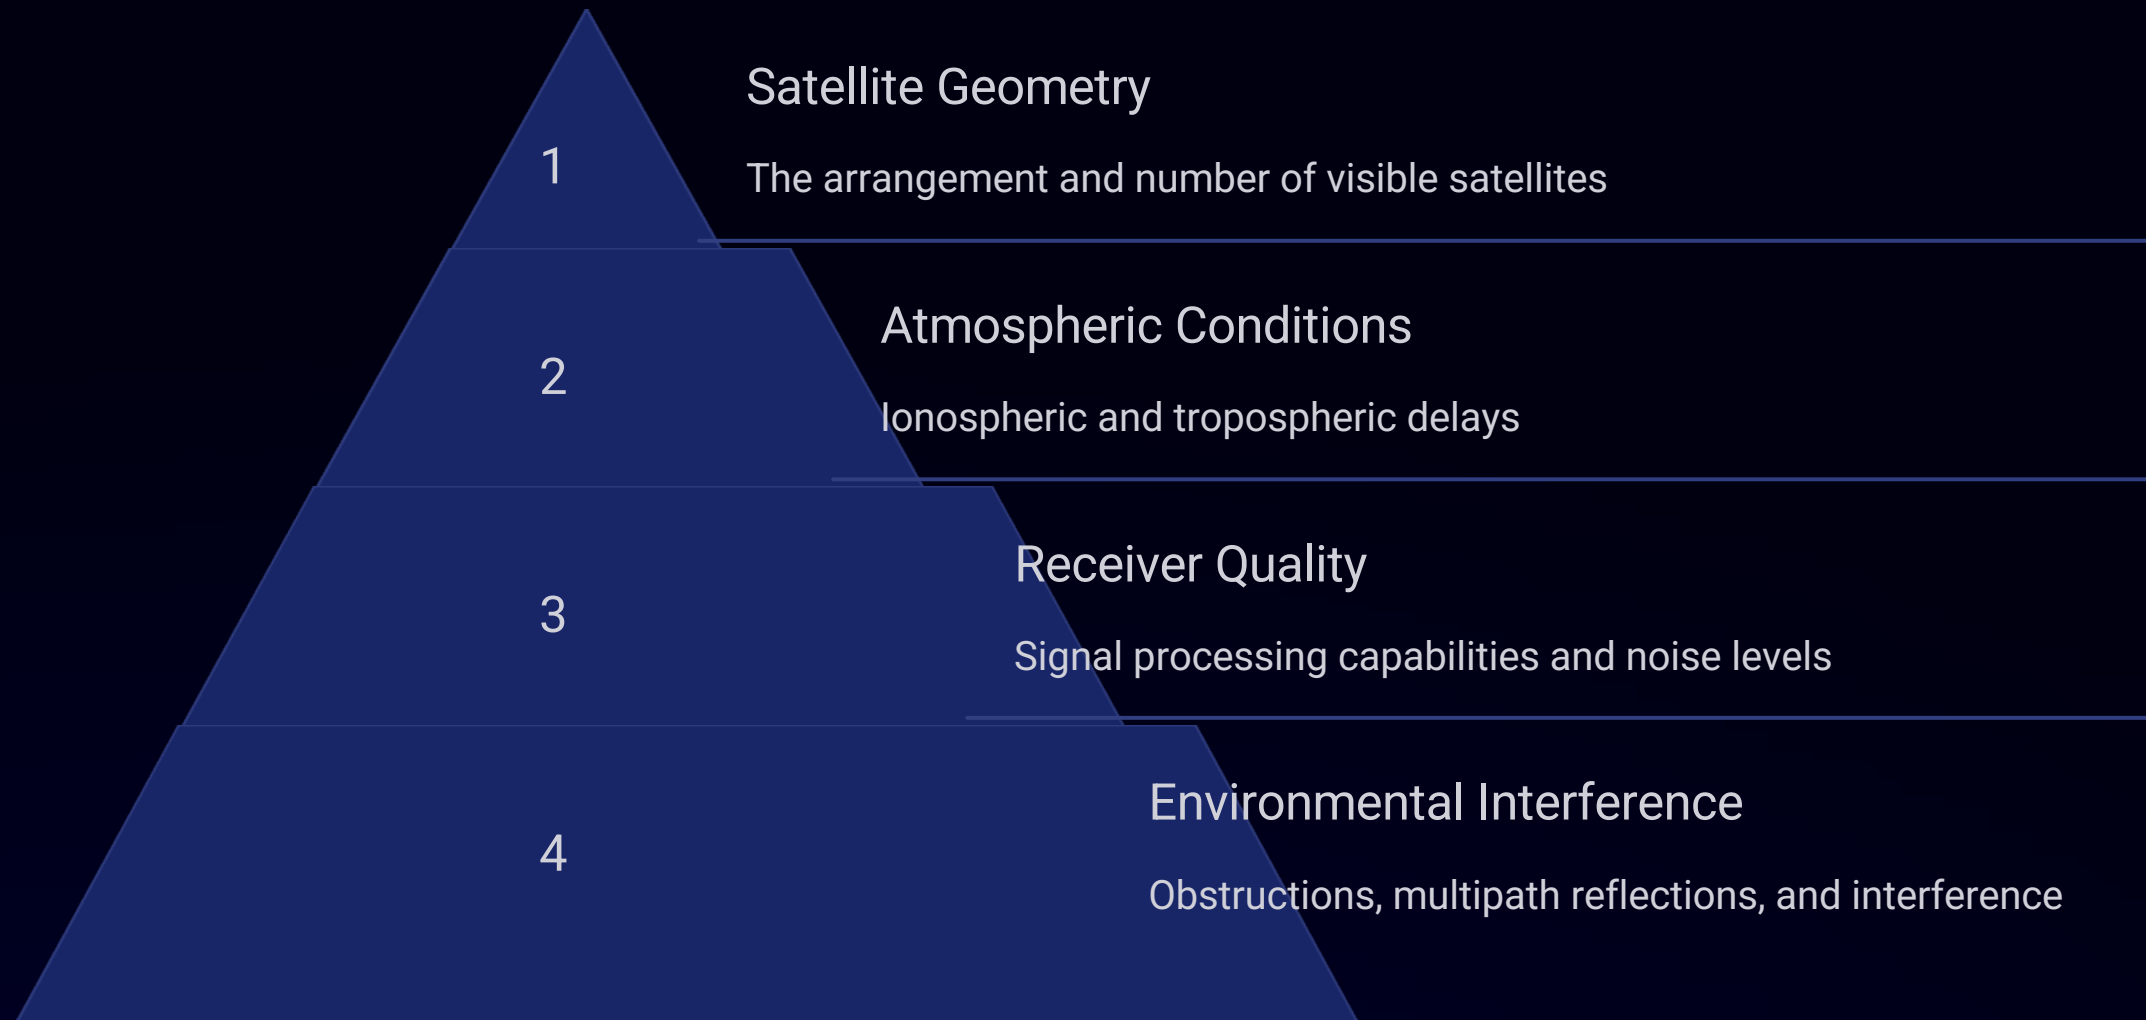 1
Satellite Geometry
The arrangement and number of visible satellites
2
Atmospheric Conditions
Ionospheric and tropospheric delays
3
Receiver Quality
Signal processing capabilities and noise levels
4
Environmental Interference
Obstructions, multipath reflections, and interference